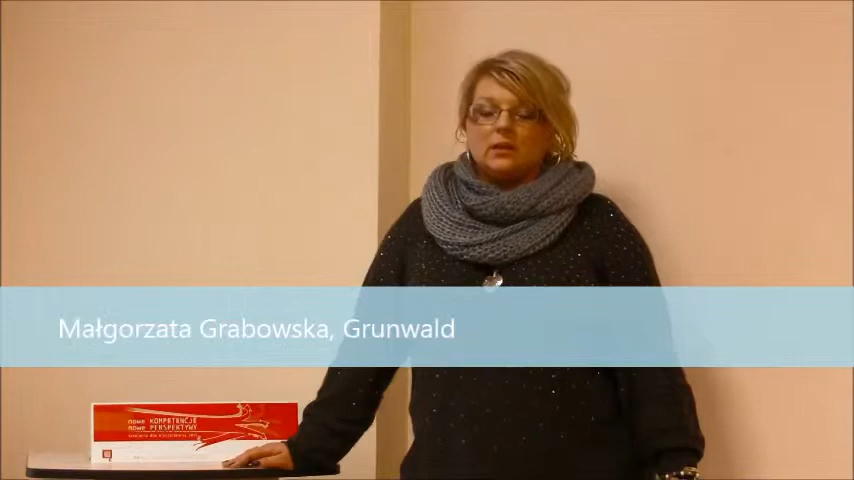 Małgorzata Grabowska, Grunwald
nowe KOMPETENCJE
nowe PERSPEKTYWY